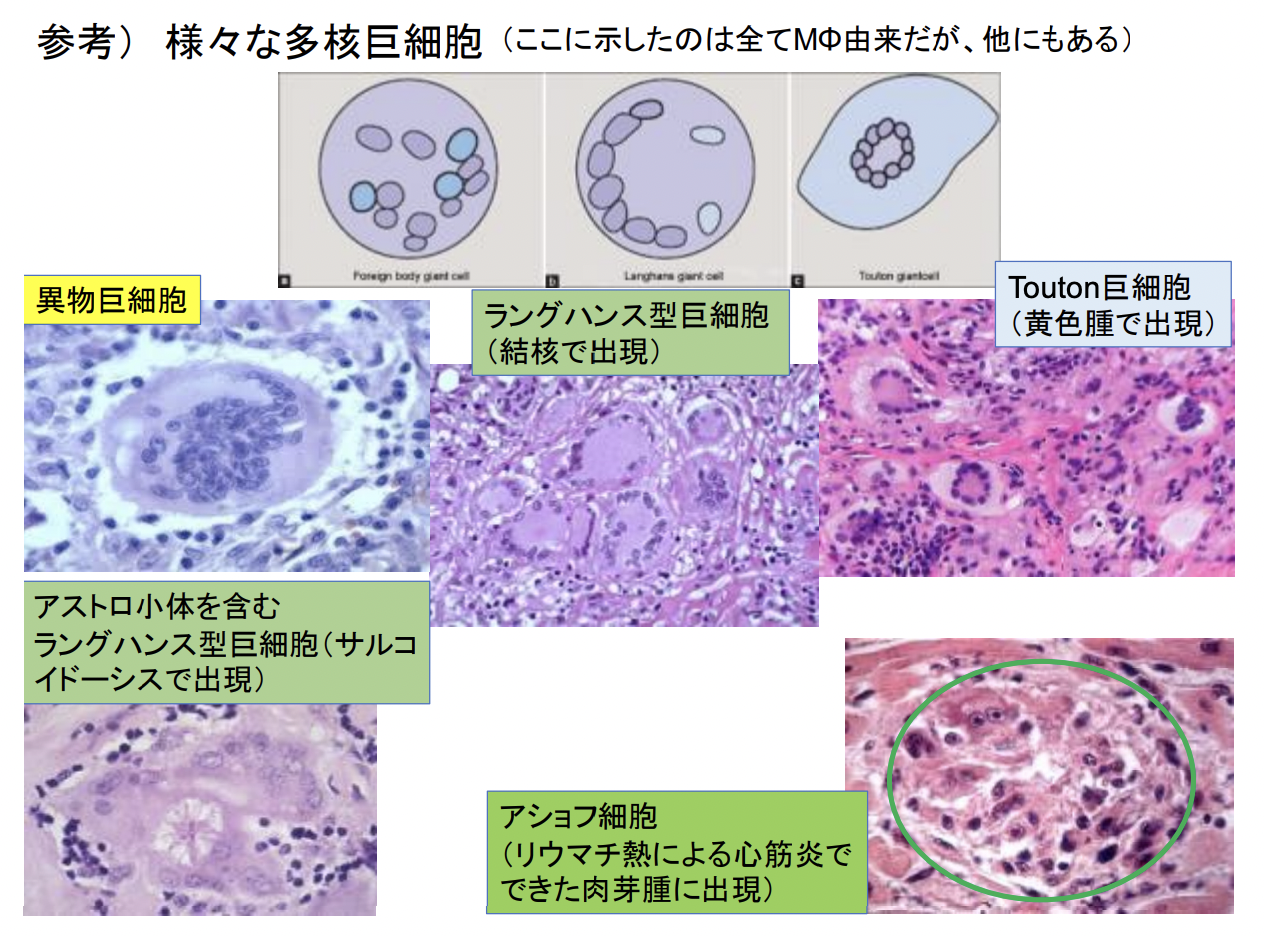 参考） 様々な多核巨細胞（ここに示したのは全てMΦ由来だが、他にもある）
a Foreign body giant cell
b Langhans giant cell
c Touton giantcell
異物巨細胞
ラングハンス型巨細胞
（結核で出現）
Touton巨細胞
（黄色腫で出現）
アストロ小体を含む
ラングハンス型巨細胞（サルコ
イドーシスで出現）
アショフ細胞
（リウマチ熱による心筋炎で
できた肉芽腫に出現）